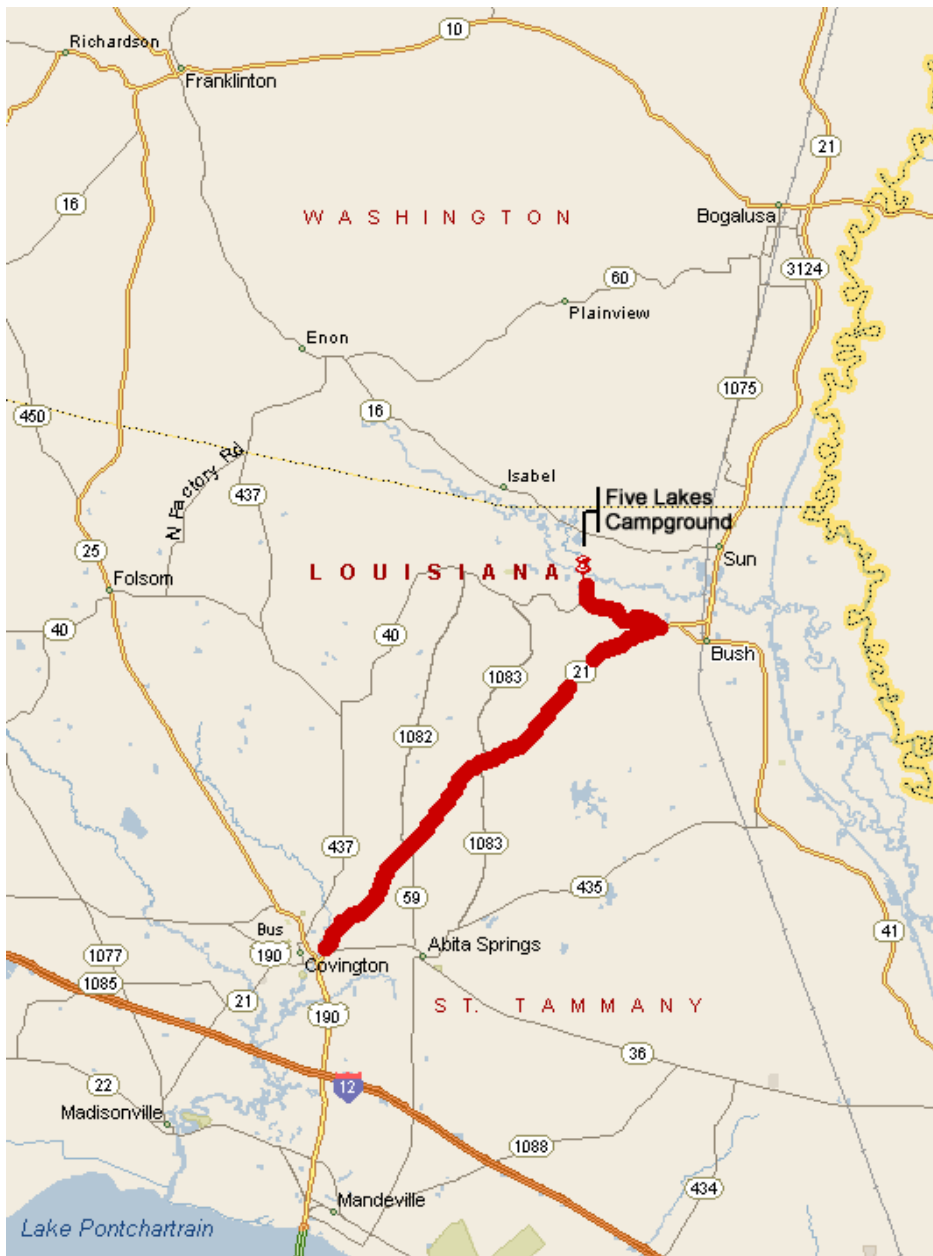 10
Richardson
Franklinton
21
16
WASHINGTON
Bogalusa
3124
60
Plainview
Enon
1075
450
16
N Factory Rd
437
Isabel
Five Lakes
Campground
25
Sun
Folsom
LOUISIANA
40
40
Bush
1083
21
1082
437
1083
59
435
Bus
190
Abita Springs
41
Covington
1077
1085
21
190
ST. TAMMANY
36
12
22
Madisonville
1088
434
Mandeville
Lake Pontchartrain